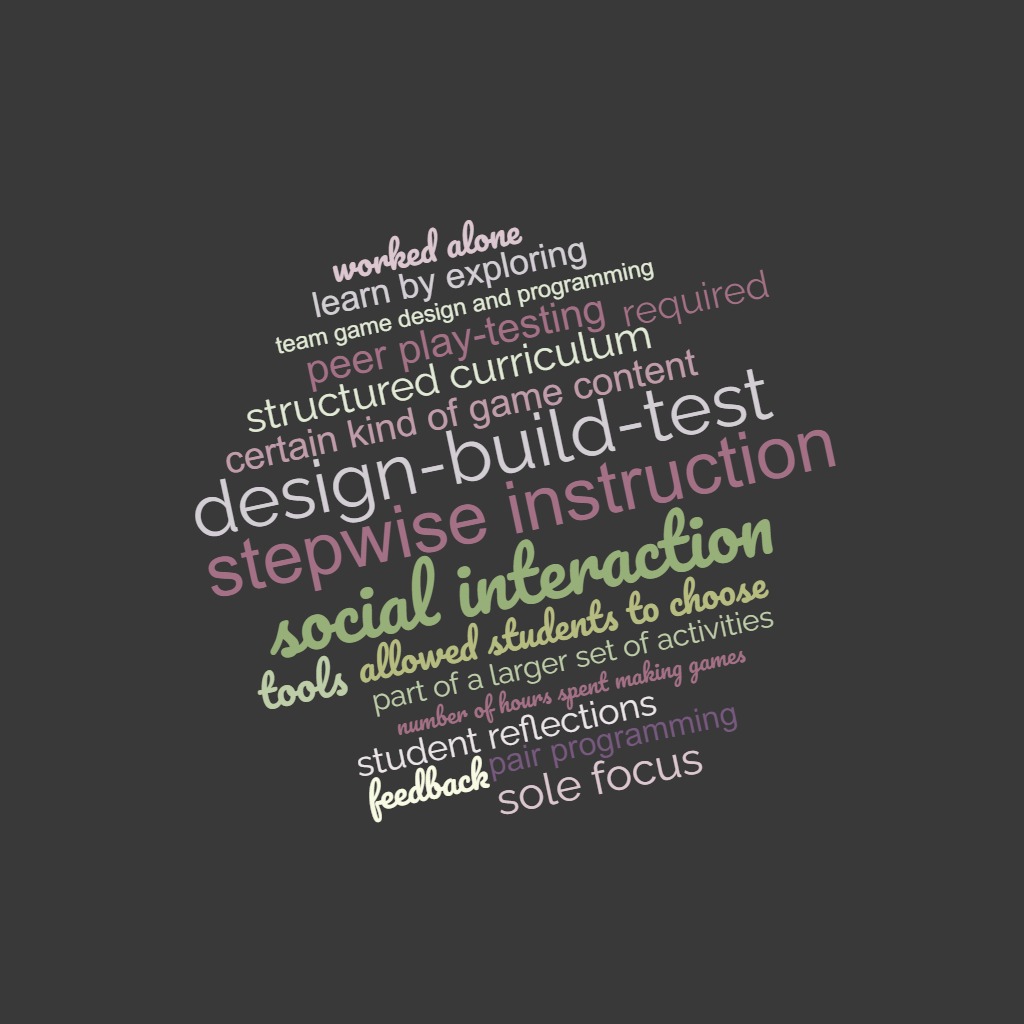 worked alone
learn by exploring
team game design and programming
peer play-testing
required
structured curriculum
certain kind of game content
design-build-test
stepwise instruction
social interaction
tools
allowed students to choose
part of a larger set of activities
number of hours spent making games
student reflections
feedback
pair programming
sole focus